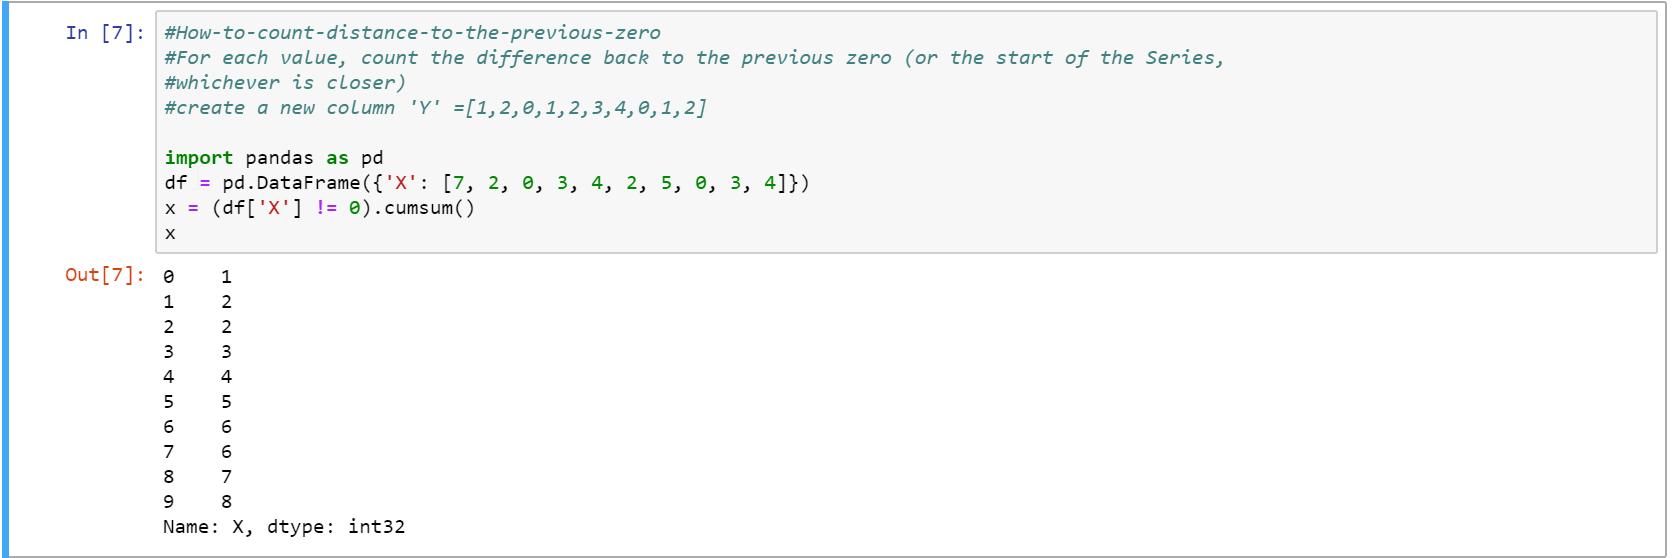 In [7]: #How-to-count-distance-to-the-previous-zero
#For each value, count the difference back to the previous zero (or the start of the Series,
#whichever is closer)
#create a new column 'Y' =[1,2,0,1,2,3,4,0,1,2]
import pandas as pd
df = pd.DataFrame({'X': [7, 2, 0, 3, 4, 2, 5, 0, 3, 4]})
x = (df['X'] != 0).cumsum()
x
Out[7]: 0    1
1    2
2    2
3    3
4    4
5    5
6    6
7    6
8    7
9    8
Name: X, dtype: int32